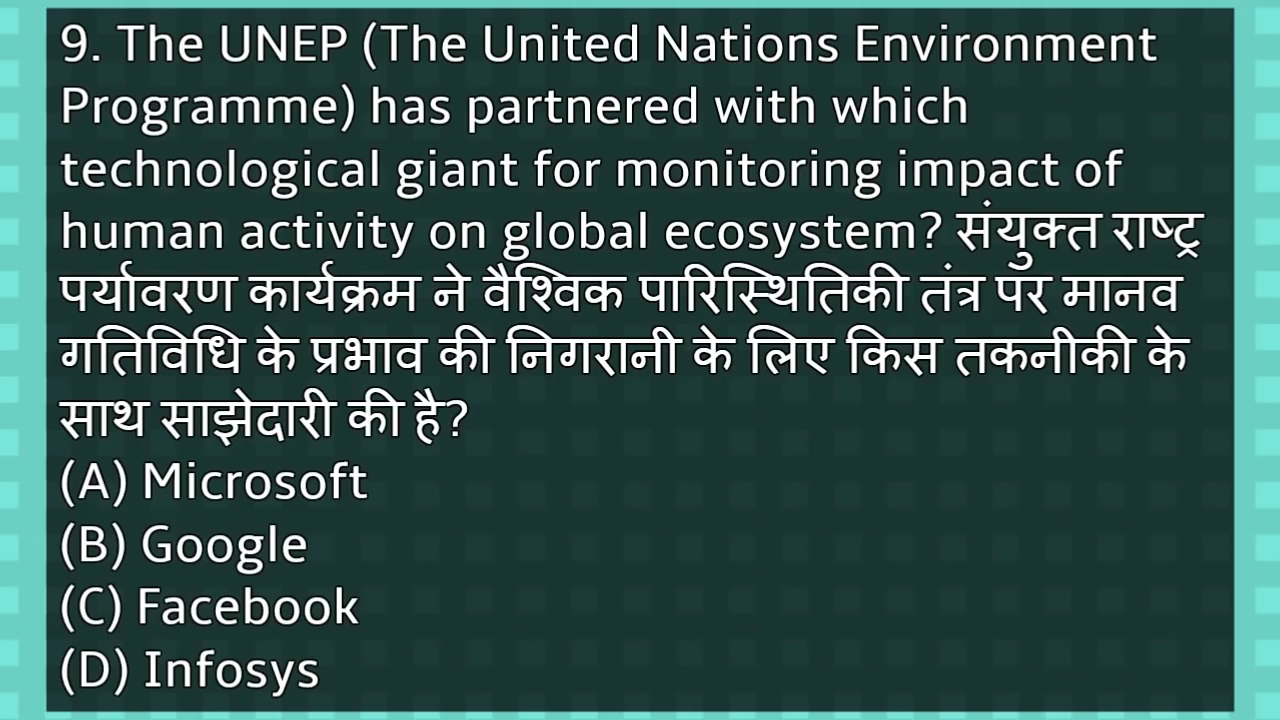 9. The UNEP (The United Nations Environment
Programme) has partnered with which
technological giant for monitoring impact of
human activity on global ecosystem? संयुक्त राष्ट्र
पर्यावरण कार्यक्रम ने वैश्विक पारिस्थितिकी तंत्र पर मानव
गतिविधि के प्रभाव की निगरानी के लिए किस तकनीकी के
साथ साझेदारी की है?
(A) Microsoft
(B) Google
(C) Facebook
(D) Infosys